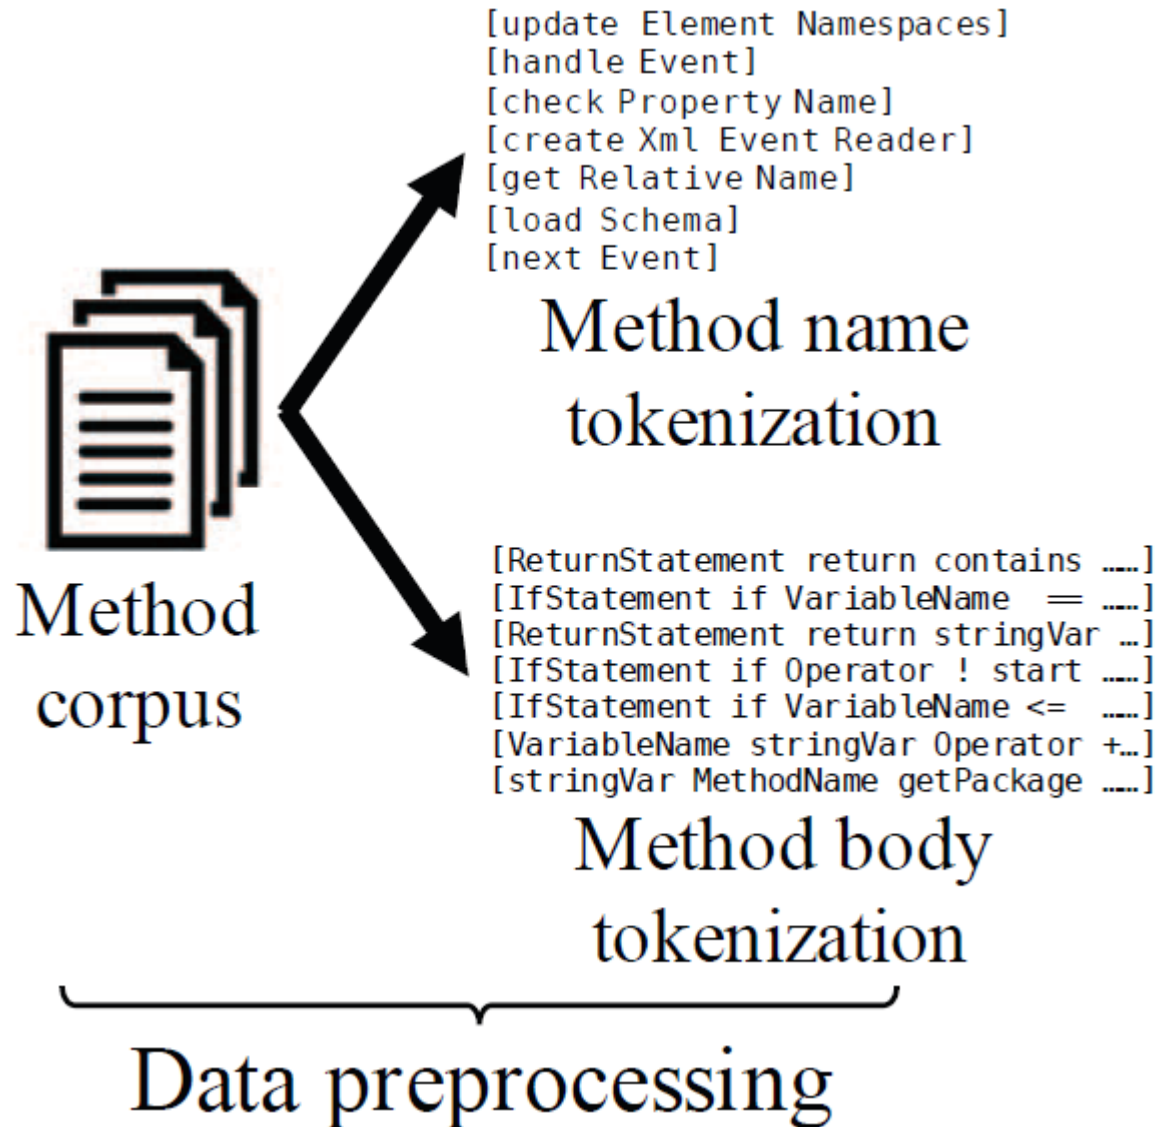 [update Element Namespaces]
[handle Event]
[check Property Name]
[create Xml Event Reader]
[get Relative Name]
[load Schema]
[next Event]
Method name
tokenization
Method
corpus
[ReturnStatement return contains ……]
[IfStatement if VariableName == ……]
[ReturnStatement return stringVar …]
[IfStatement if Operator ! start ……]
[IfStatement if VariableName <= ……]
[VariableName stringVar Operator +…]
[stringVar MethodName getPackage ……]
Method body
tokenization
Data preprocessing